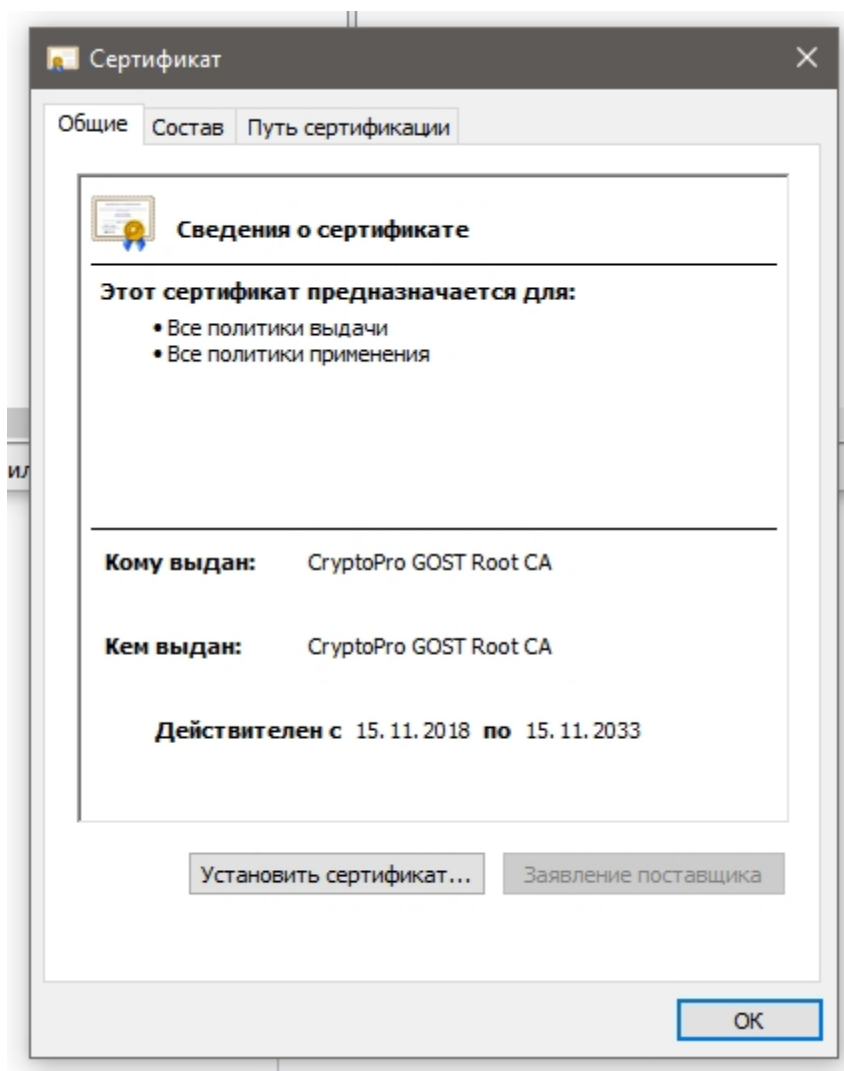 Сертификат
Общие Состав Путь сертификации
Сведения о сертификате
Этот сертификат предназначается для:
• Все политики выдачи
• Все политики применения
Кому выдан: CryptoPro GOST Root CA
Кем выдан: CryptoPro GOST Root CA
Действителен с 15.11.2018 по 15.11.2033
Установить сертификат... Заявление поставщика
OK